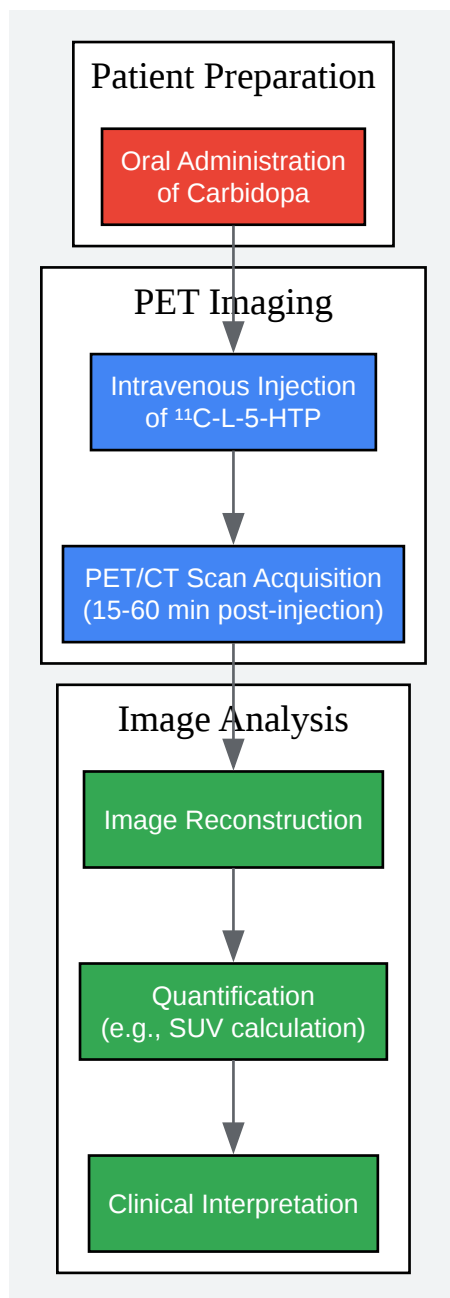 Patient Preparation
Oral Administration
of Carbidopa
PET Imaging
Intravenous Injection
of ¹¹C-L-5-HTP
PET/CT Scan Acquisition
(15-60 min post-injection)
Image Analysis
Image Reconstruction
Quantification
(e.g., SUV calculation)
Clinical Interpretation